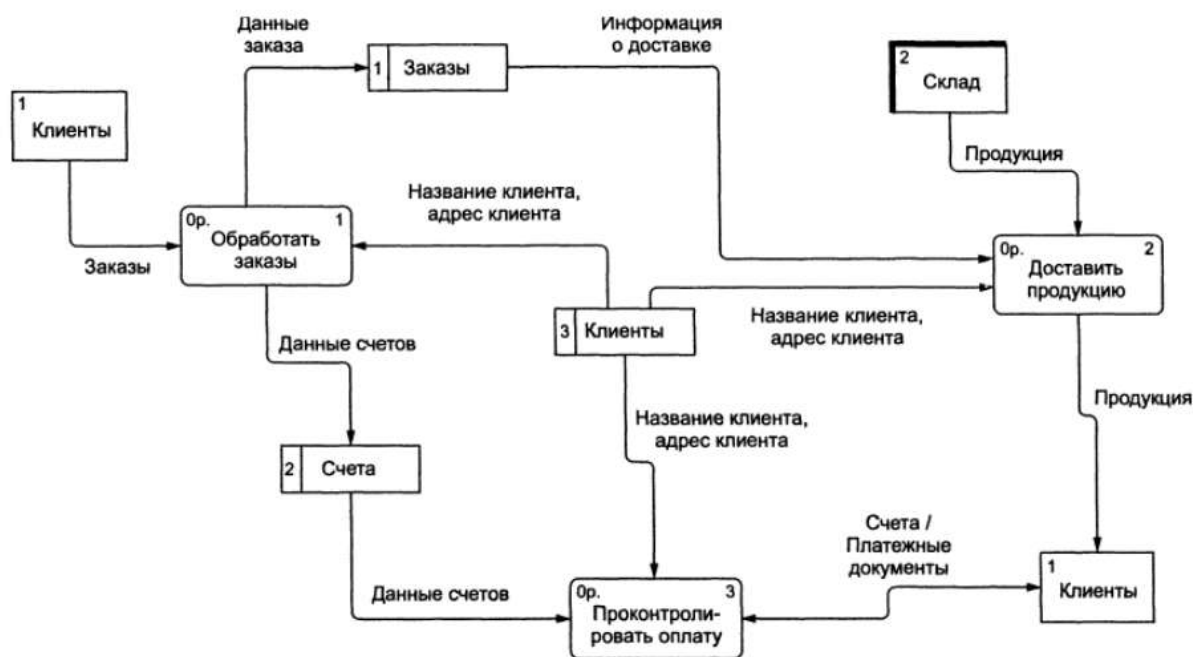 Данные
заказа
1 Заказы
Информация
о доставке
2
Склад
1
Клиенты
Продукция
Название клиента,
адрес клиента
0р. 1
Обработать
заказы
Заказы
0р. 2
Доставить
продукцию
3 Клиенты
Название клиента,
адрес клиента
Данные счетов
Продукция
Название клиента,
адрес клиента
2 Счета
Счета /
Платежные
документы
1
Клиенты
Данные счетов
0р. 3
Проконтроли-
ровать оплату